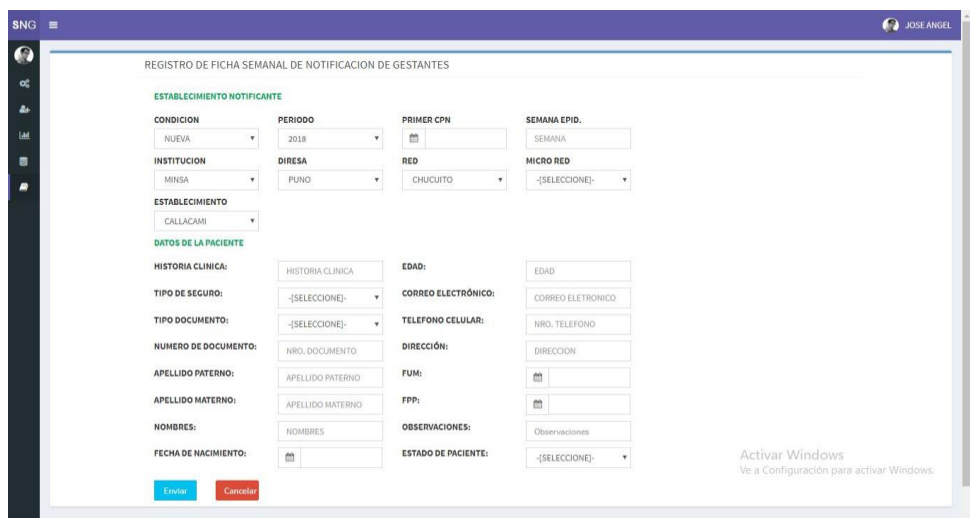 SNG JOSE ANGEL
REGISTRO DE FICHA SEMANAL DE NOTIFICACION DE GESTANTES
ESTABLECIMIENTO NOTIFICANTE
CONDICION PERIODO PRIMER CPN SEMANA EPID.
NUEVA 2018 SEMANA
INSTITUCION DIRESA RED MICRO RED
MINSA PUNO CHUCUITO -[SELECCIONE]-
ESTABLECIMIENTO
CALLACAMI
DATOS DE LA PACIENTE
HISTORIA CLINICA: HISTORIA CLINICA EDAD: EDAD
TIPO DE SEGURO: -[SELECCIONE]- CORREO ELECTRÓNICO: CORREO ELETRONICO
TIPO DOCUMENTO: -[SELECCIONE]- TELEFONO CELULAR: NRO. TELEFONO
NUMERO DE DOCUMENTO: NRO. DOCUMENTO DIRECCIÓN: DIRECCION
APELLIDO PATERNO: APELLIDO PATERNO FUM:
APELLIDO MATERNO: APELLIDO MATERNO FPP:
NOMBRES: NOMBRES OBSERVACIONES: Observaciones
FECHA DE NACIMIENTO: ESTADO DE PACIENTE: -[SELECCIONE]-
Activar Windows
Ve a Configuración para activar Windows.
Enviar Cancelar